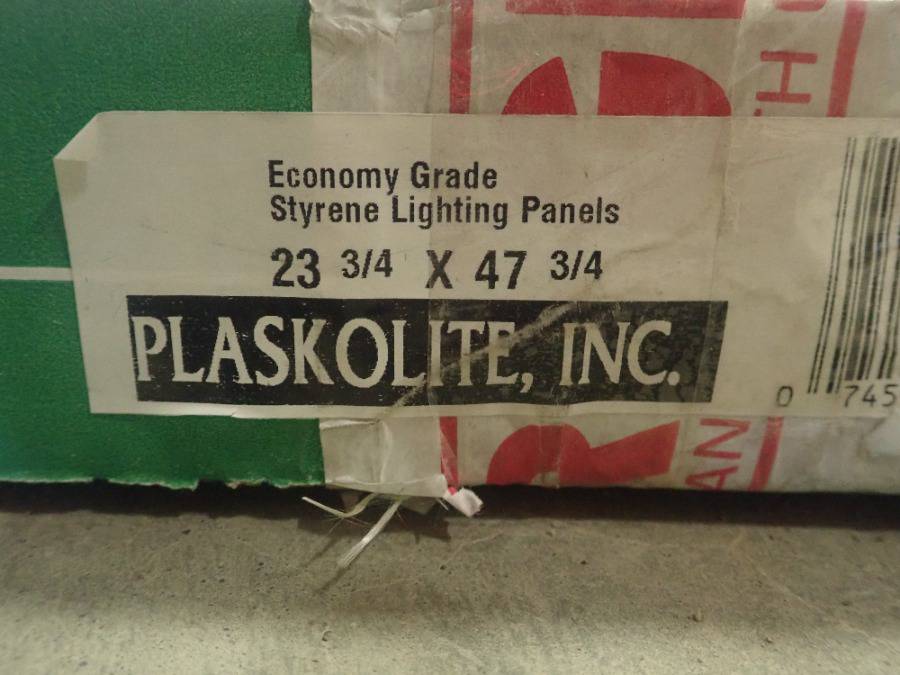 Economy Grade
Styrene Lighting Panels
23 3/4 X 47 3/4
PLASKOLITE, INC.
0 745